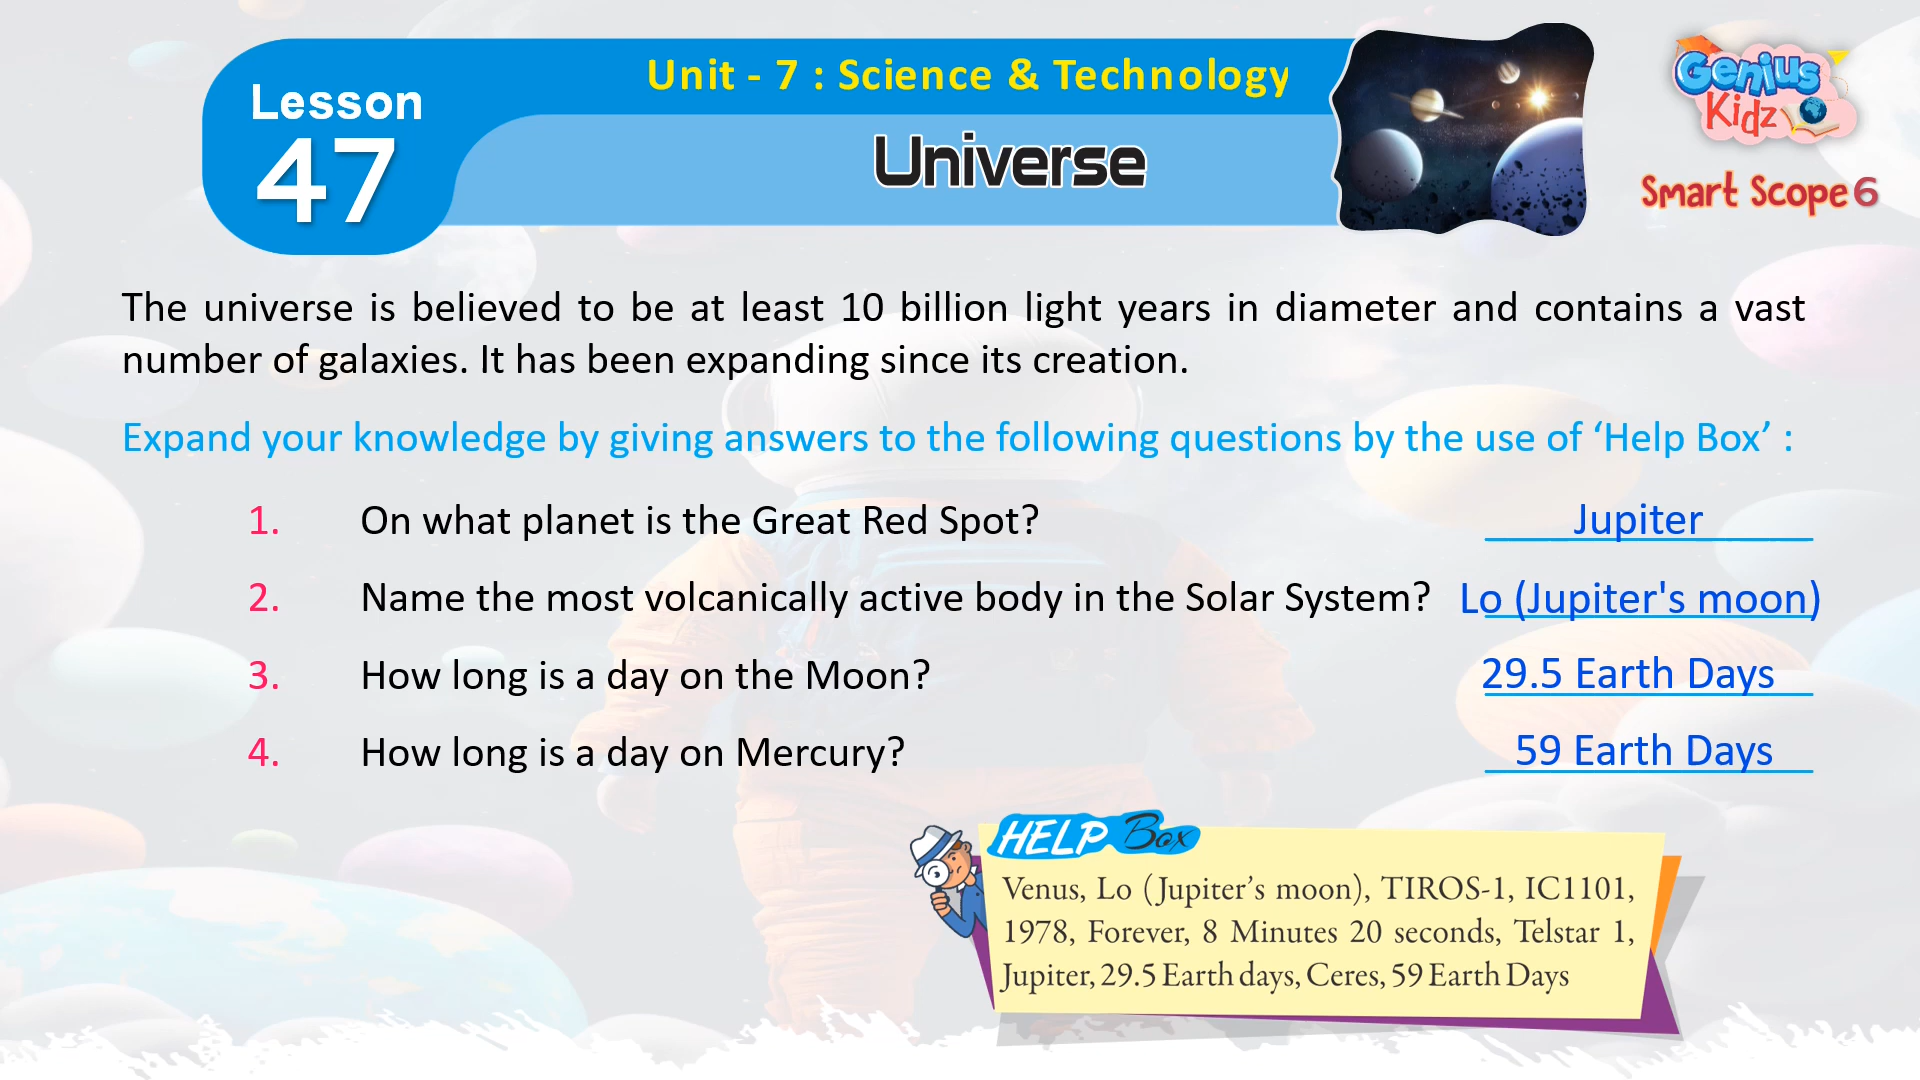 Unit - 7 : Science & Technology
Lesson
47
Universe
Genius
Kidz
Smart Scope 6
The universe is believed to be at least 10 billion light years in diameter and contains a vast
number of galaxies. It has been expanding since its creation.
Expand your knowledge by giving answers to the following questions by the use of ‘Help Box’ :
1. On what planet is the Great Red Spot? Jupiter
2. Name the most volcanically active body in the Solar System? Lo (Jupiter's moon)
3. How long is a day on the Moon? 29.5 Earth Days
4. How long is a day on Mercury? 59 Earth Days
HELP Box
Venus, Lo (Jupiter’s moon), TIROS-1, IC1101,
1978, Forever, 8 Minutes 20 seconds, Telstar 1,
Jupiter, 29.5 Earth days, Ceres, 59 Earth Days